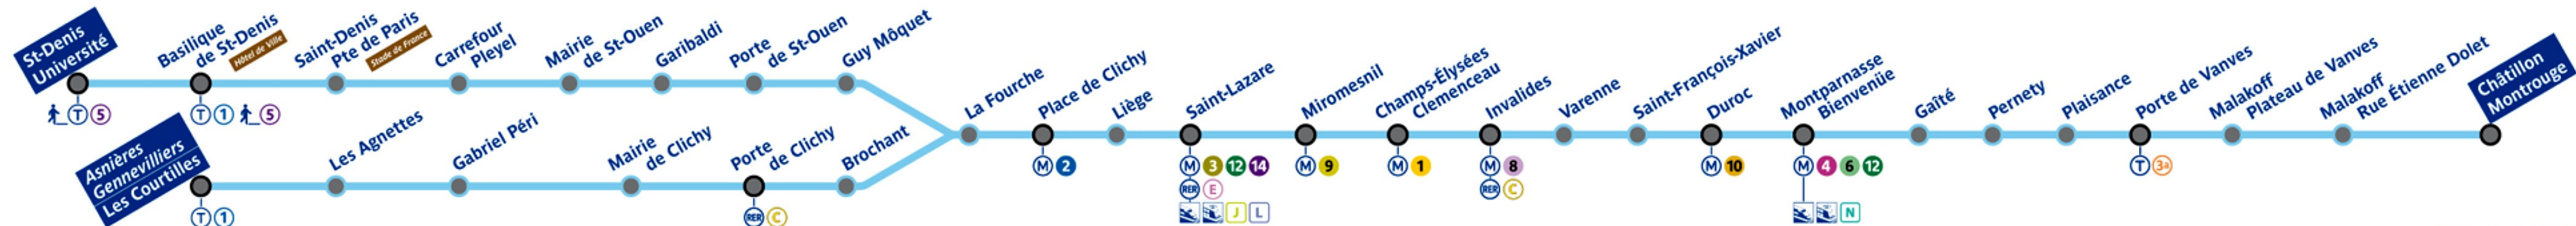 St-Denis
Université
Basilique
de St-Denis
Hôtel de Ville
Saint-Denis
Pte de Paris
Stade de France
Carrefour
Pleyel
Mairie
de St-Ouen
Garibaldi
Porte
de St-Ouen
Guy Môquet
T 5
T 1 5
Asnières
Gennevilliers
Les Courtilles
Les Agnettes
Gabriel Péri
Mairie
de Clichy
Porte
de Clichy
Brochant
T 1
RER C
La Fourche
Place de Clichy
M 2
Liège
Saint-Lazare
M 3 12 14
RER E
J L
Miromesnil
M 9
Champs-Élysées
Clemenceau
M 1
Invalides
M 8
RER C
Varenne
Saint-François-Xavier
Duroc
M 10
Montparnasse
Bienvenüe
M 4 6 12
N
Gaîté
Pernety
Plaisance
Porte de Vanves
T 3a
Malakoff
Plateau de Vanves
Malakoff
Rue Étienne Dolet
Châtillon
Montrouge